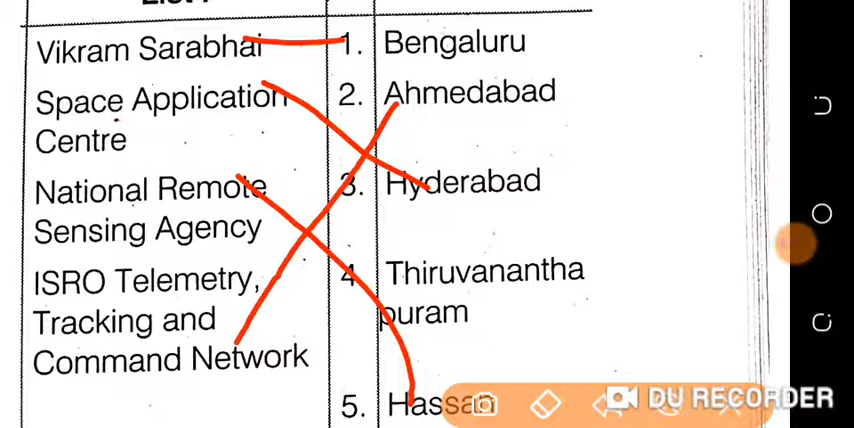 Vikram Sarabhai 1. Bengaluru
Space Application 2. Ahmedabad
Centre
National Remote 3. Hyderabad
Sensing Agency
ISRO Telemetry, 4 Thiruvanantha
Tracking and puram
Command Network
5. Hassan
DU RECORDER